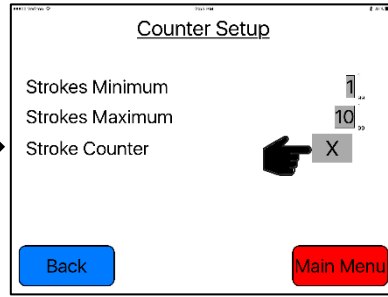 Counter Setup
Strokes Minimum 1
Strokes Maximum 10
Stroke Counter X
Back Main Menu